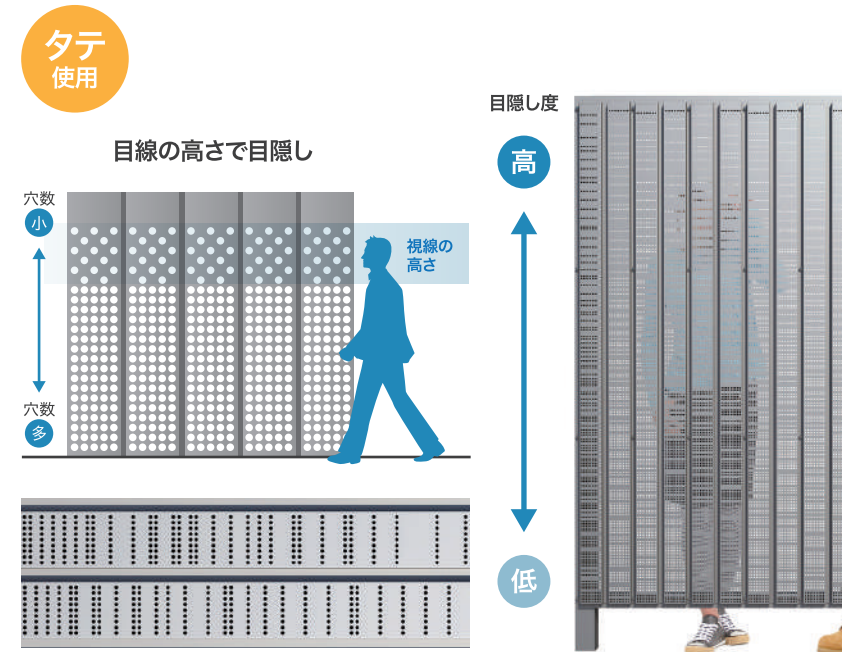 タテ
使用
目線の高さで目隠し
穴数
小
視線の
高さ
穴数
多
目隠し度
高
低